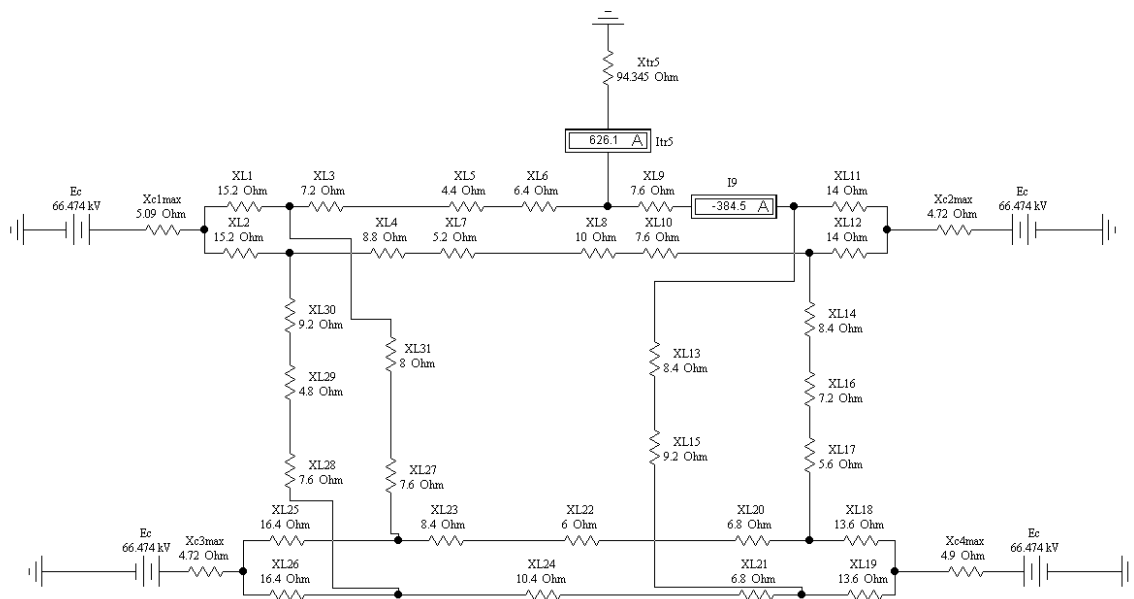 Xtr5
94.345 Ohm
626.1 A
Itr5
XL1
15.2 Ohm
XL3
7.2 Ohm
XL5
4.4 Ohm
XL6
6.4 Ohm
XL9
7.6 Ohm
I9
-384.5 A
XL11
14 Ohm
Ec
66.474 kV
Xc1max
5.09 Ohm
Xc2max
4.72 Ohm
Ec
66.474 kV
XL2
15.2 Ohm
XL4
8.8 Ohm
XL7
5.2 Ohm
XL8
10 Ohm
XL10
7.6 Ohm
XL12
14 Ohm
XL30
9.2 Ohm
XL14
8.4 Ohm
XL31
8 Ohm
XL13
8.4 Ohm
XL29
4.8 Ohm
XL16
7.2 Ohm
XL15
9.2 Ohm
XL17
5.6 Ohm
XL28
7.6 Ohm
XL27
7.6 Ohm
XL25
16.4 Ohm
XL23
8.4 Ohm
XL22
6 Ohm
XL20
6.8 Ohm
XL18
13.6 Ohm
Ec
66.474 kV
Xc3max
4.72 Ohm
Xc4max
4.9 Ohm
Ec
66.474 kV
XL26
16.4 Ohm
XL24
10.4 Ohm
XL21
6.8 Ohm
XL19
13.6 Ohm